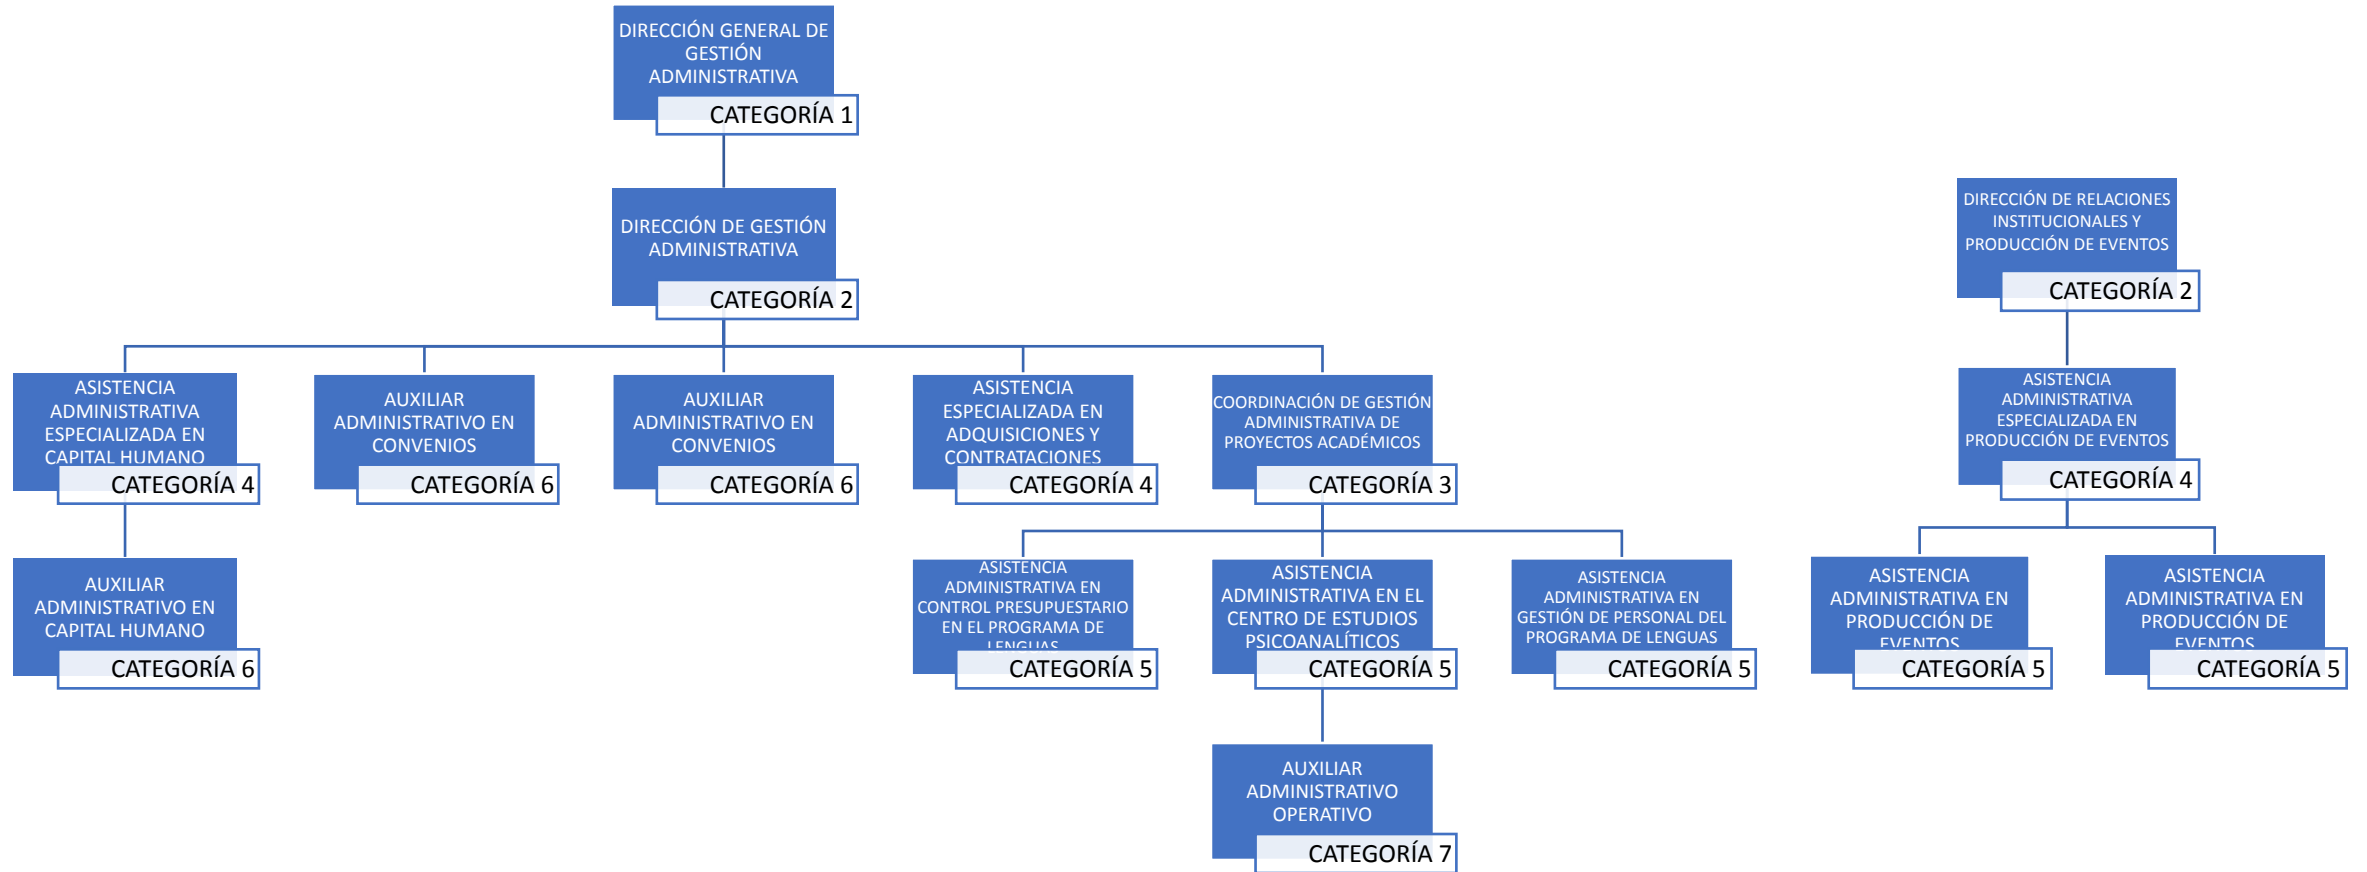 DIRECCIÓN GENERAL DE
GESTIÓN
ADMINISTRATIVA
CATEGORÍA 1
DIRECCIÓN DE GESTIÓN
ADMINISTRATIVA
CATEGORÍA 2
DIRECCIÓN DE RELACIONES
INSTITUCIONALES Y
PRODUCCIÓN DE EVENTOS
CATEGORÍA 2
ASISTENCIA
ADMINISTRATIVA
ESPECIALIZADA EN
CAPITAL HUMANO
CATEGORÍA 4
AUXILIAR
ADMINISTRATIVO EN
CONVENIOS
CATEGORÍA 6
AUXILIAR
ADMINISTRATIVO EN
CONVENIOS
CATEGORÍA 6
ASISTENCIA
ESPECIALIZADA EN
ADQUISICIONES Y
CONTRATACIONES
CATEGORÍA 4
COORDINACIÓN DE GESTIÓN
ADMINISTRATIVA DE
PROYECTOS ACADÉMICOS
CATEGORÍA 3
ASISTENCIA
ADMINISTRATIVA
ESPECIALIZADA EN
PRODUCCIÓN DE EVENTOS
CATEGORÍA 4
AUXILIAR
ADMINISTRATIVO EN
CAPITAL HUMANO
CATEGORÍA 6
ASISTENCIA
ADMINISTRATIVA EN
CONTROL PRESUPUESTARIO
EN EL PROGRAMA DE
LENGUAS
CATEGORÍA 5
ASISTENCIA
ADMINISTRATIVA EN EL
CENTRO DE ESTUDIOS
PSICOANALÍTICOS
CATEGORÍA 5
ASISTENCIA
ADMINISTRATIVA EN
GESTIÓN DE PERSONAL DEL
PROGRAMA DE LENGUAS
CATEGORÍA 5
ASISTENCIA
ADMINISTRATIVA EN
PRODUCCIÓN DE
EVENTOS
CATEGORÍA 5
ASISTENCIA
ADMINISTRATIVA EN
PRODUCCIÓN DE
EVENTOS
CATEGORÍA 5
AUXILIAR
ADMINISTRATIVO
OPERATIVO
CATEGORÍA 7